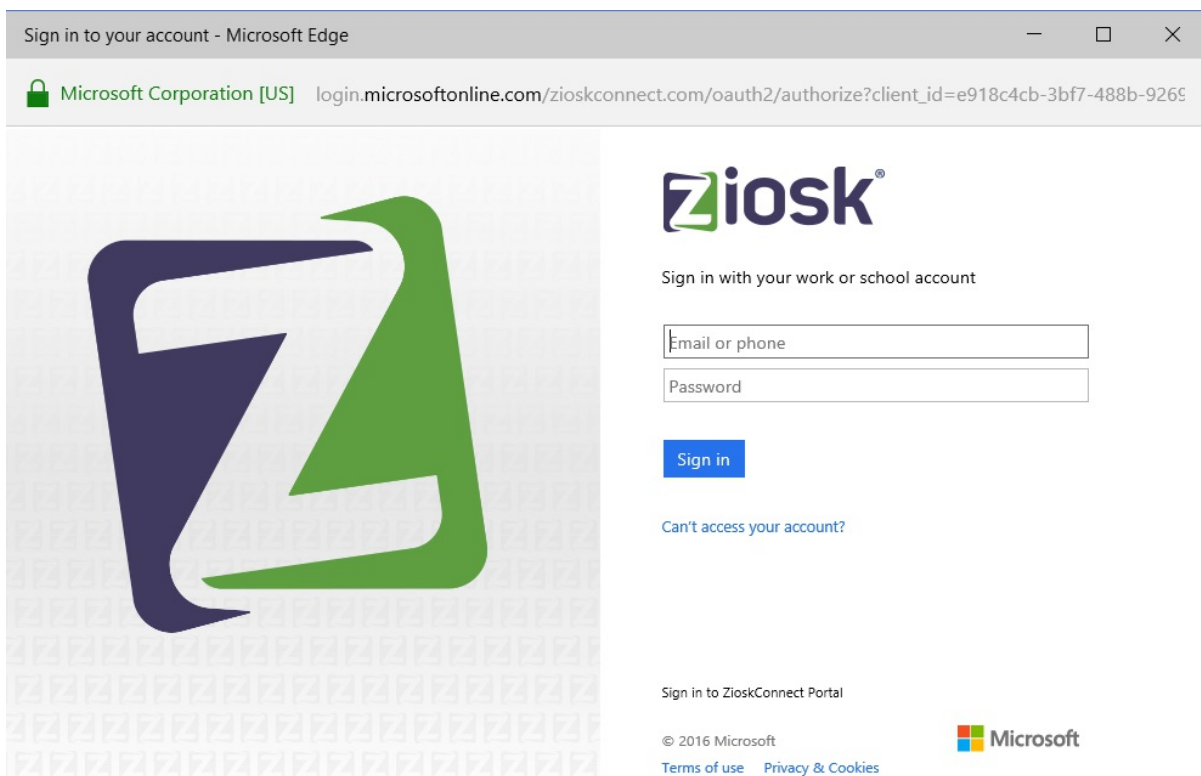 Sign in to your account - Microsoft Edge
Microsoft Corporation [US] login.microsoftonline.com/zioskconnect.com/oauth2/authorize?client_id=e918c4cb-3bf7-488b-9269
ziosk®
Sign in with your work or school account
Email or phone
Password
Sign in
Can't access your account?
Sign in to ZioskConnect Portal
© 2016 Microsoft
Microsoft
Terms of use Privacy & Cookies